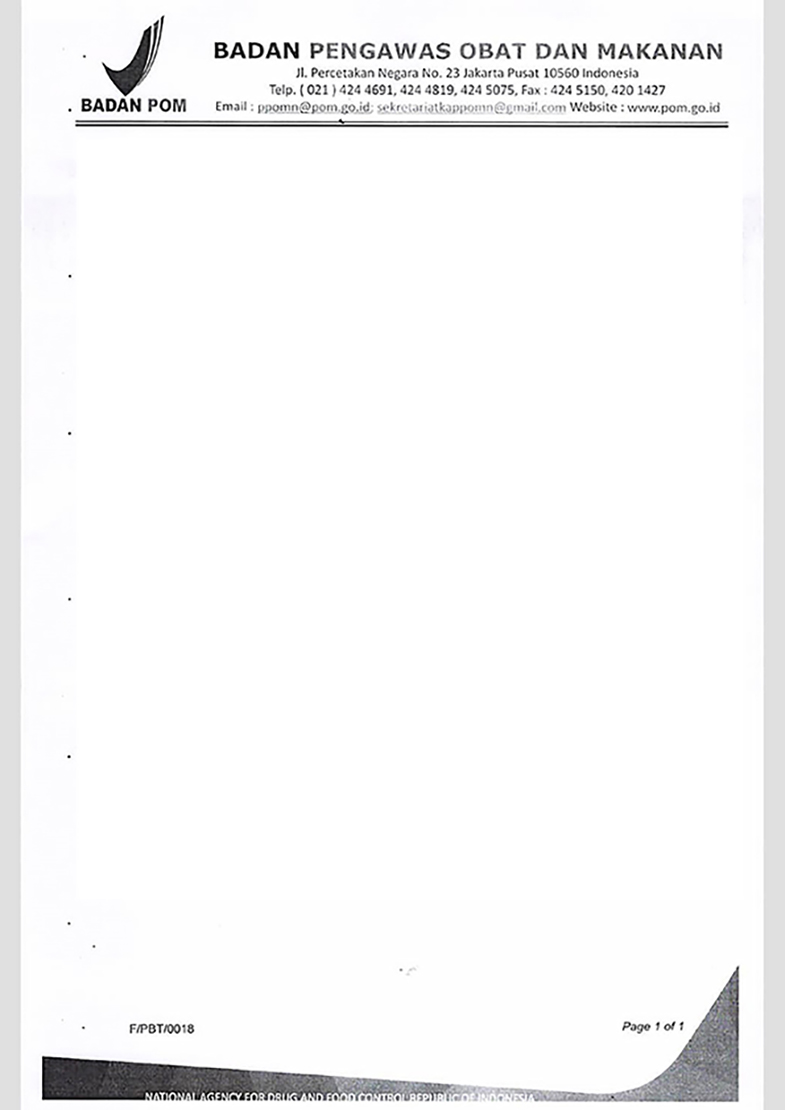 BADAN PENGAWAS OBAT DAN MAKANAN
Jl. Percetakan Negara No. 23 Jakarta Pusat 10560 Indonesia
Telp. ( 021 ) 424 4691, 424 4819, 424 5075, Fax : 424 5150, 420 1427
BADAN POM
Email : ppomn@pom.go.id; sekretariatkappomn@gmail.com Website : www.pom.go.id
F/PBT/0018
Page 1 of 1
NATIONAL AGENCY FOR DRUG AND FOOD CONTROL REPUBLIC OF INDONESIA